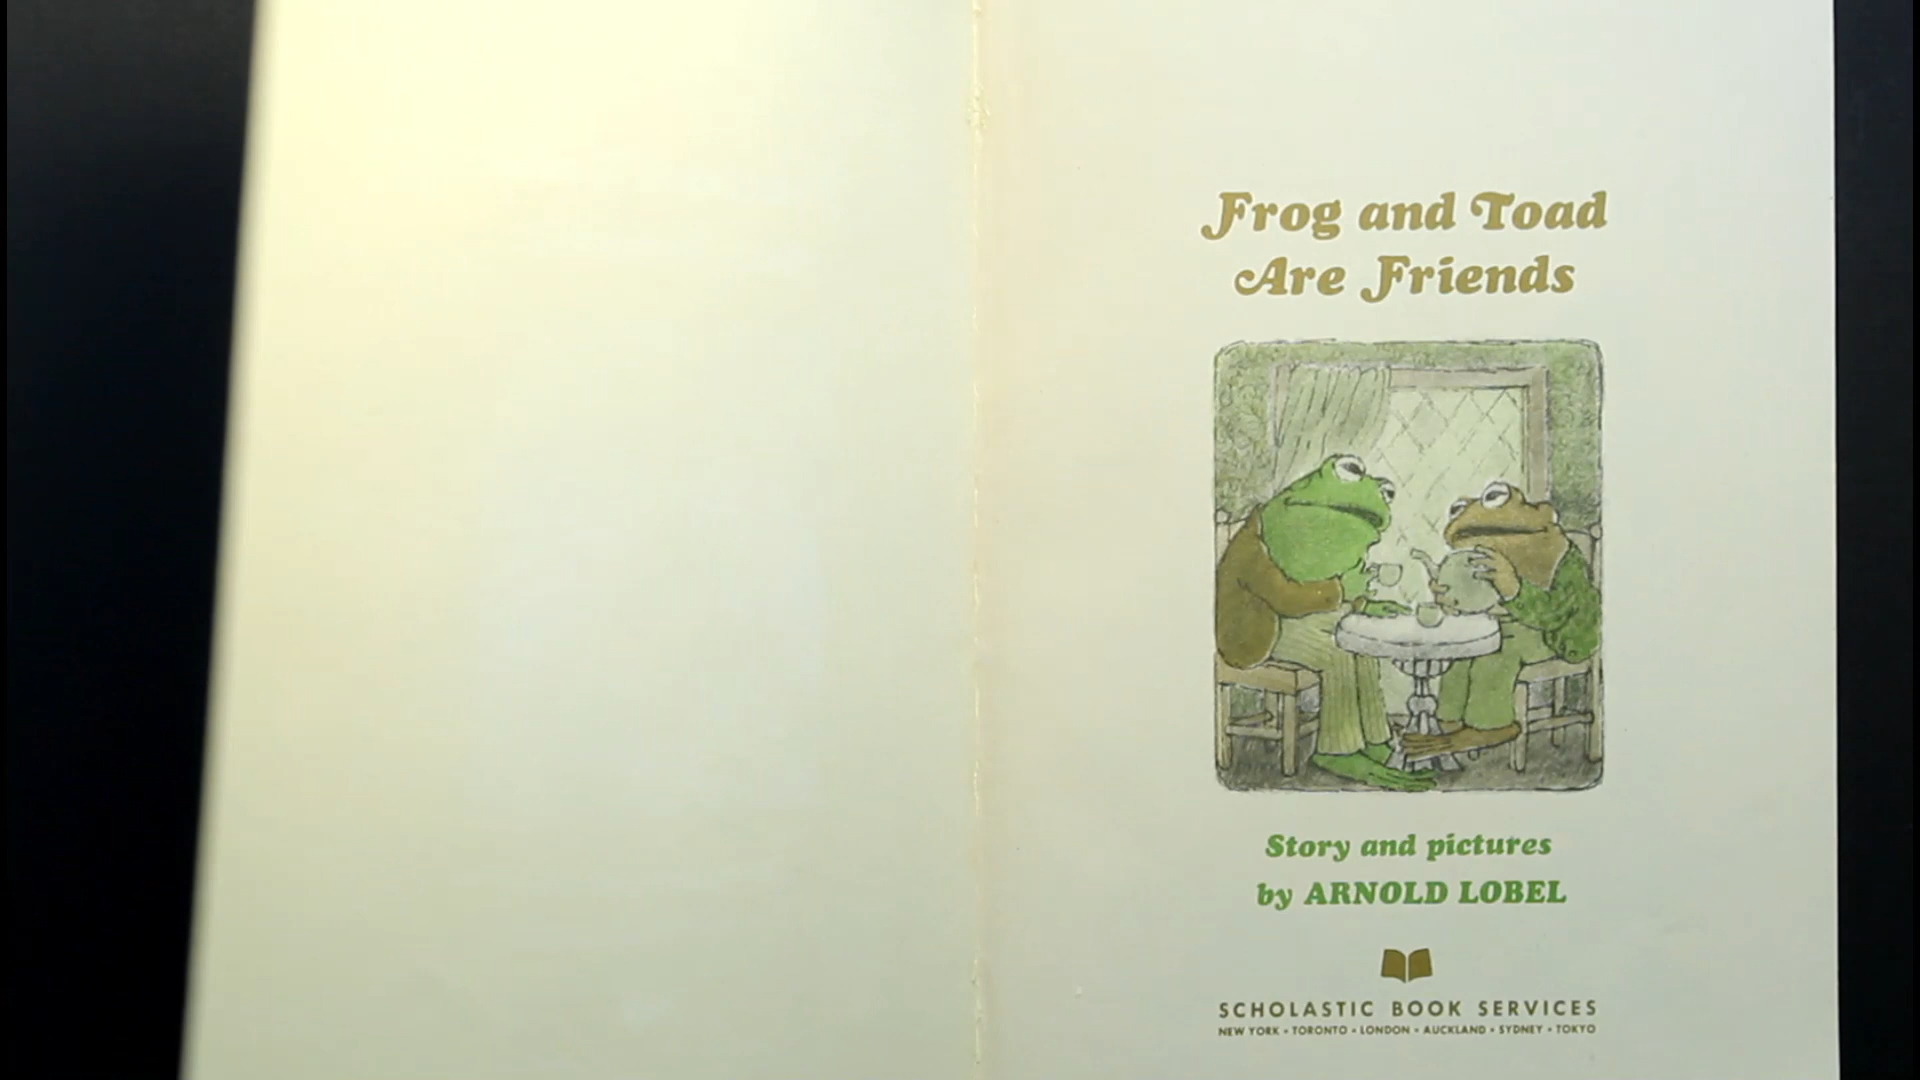 Frog and Toad
Are Friends
Story and pictures
by ARNOLD LOBEL
SCHOLASTIC BOOK SERVICES
NEW YORK • TORONTO • LONDON • AUCKLAND • SYDNEY • TOKYO